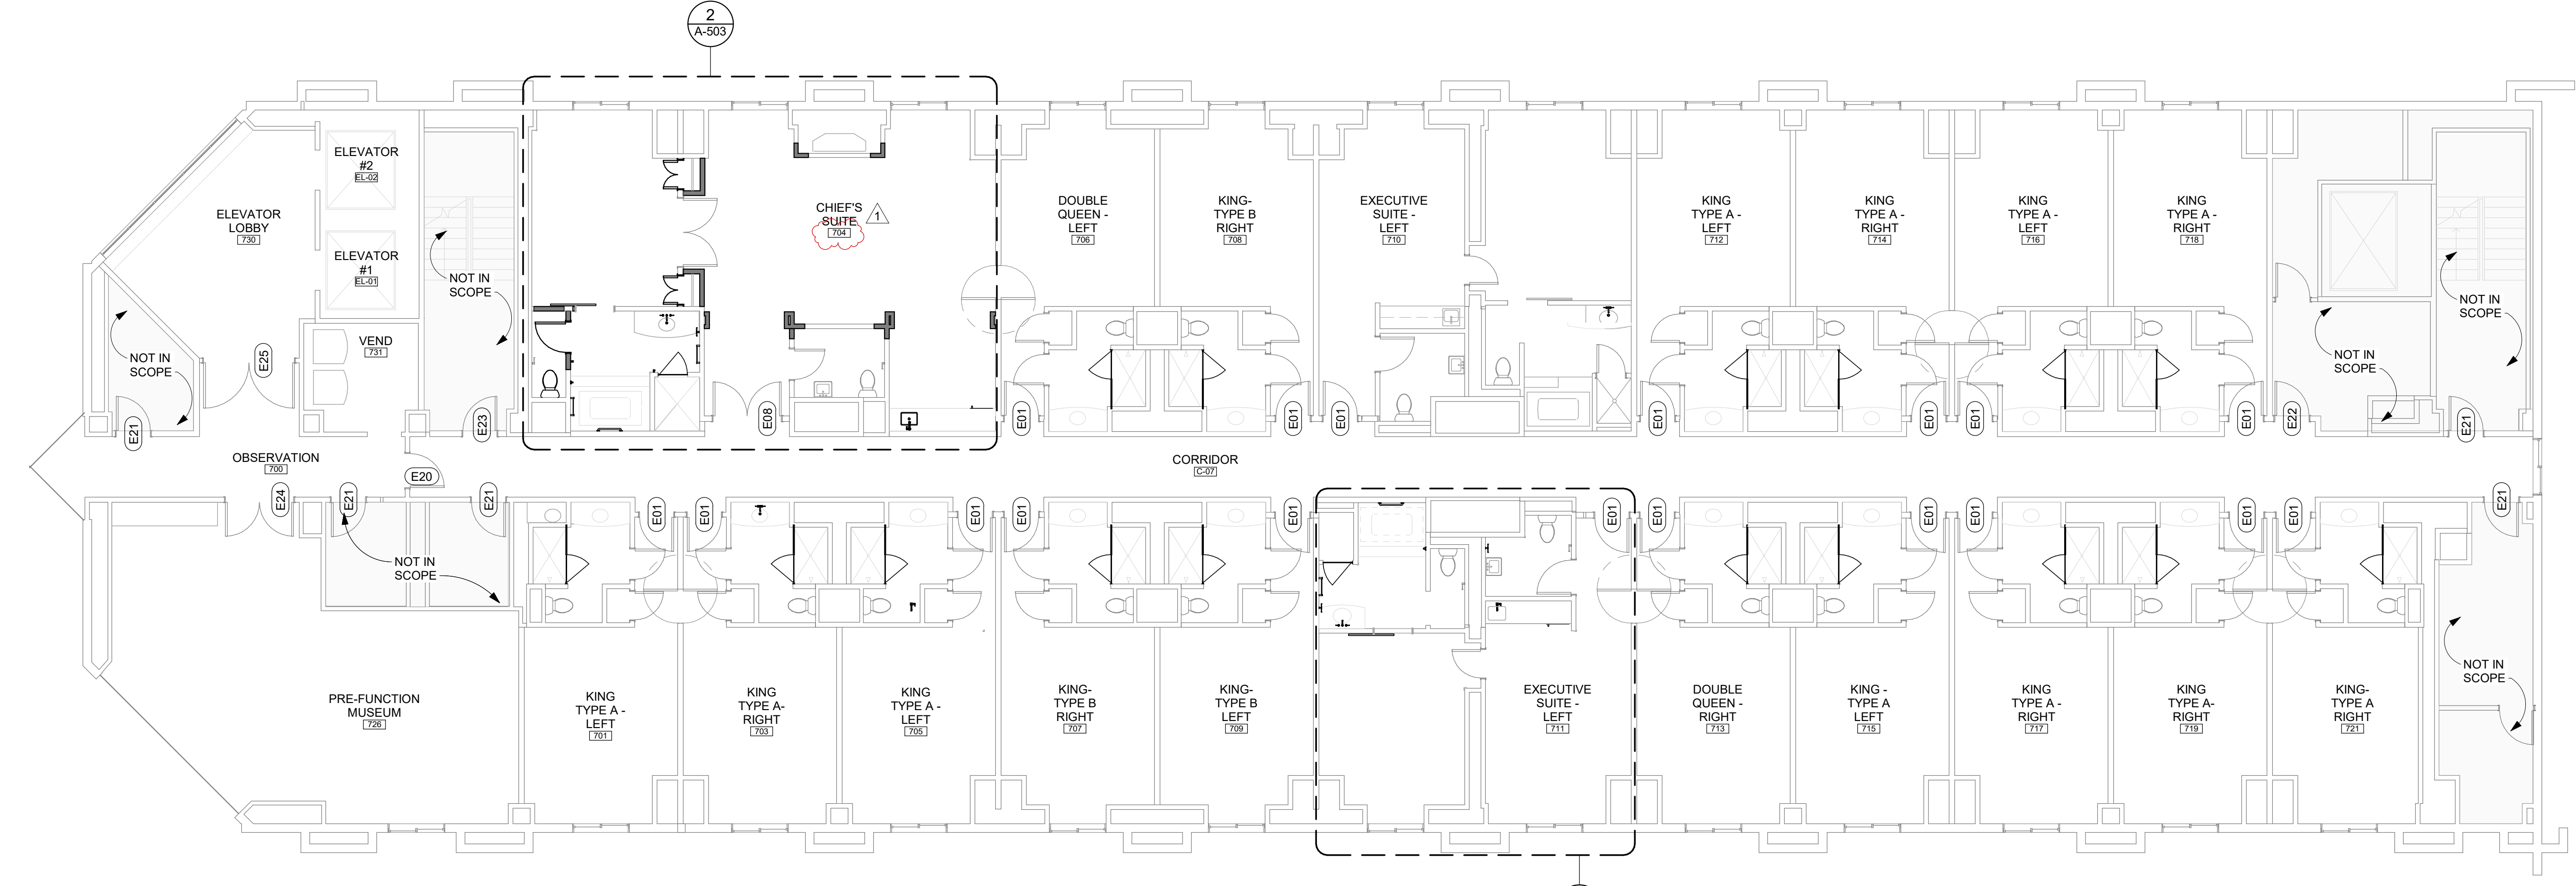 2
A-503
ELEVATOR
#2
EL-02
ELEVATOR
LOBBY
730
ELEVATOR
#1
EL-01
NOT IN
SCOPE
NOT IN
SCOPE
VEND
731
E25
E21
E23
CHIEF'S
SUITE
704
1
E08
DOUBLE
QUEEN -
LEFT
706
KING-
TYPE B
RIGHT
708
EXECUTIVE
SUITE -
LEFT
710
KING
TYPE A -
LEFT
712
KING
TYPE A -
RIGHT
714
KING
TYPE A -
LEFT
716
KING
TYPE A -
RIGHT
718
NOT IN
SCOPE
NOT IN
SCOPE
E01
E01
E01
E01
E01
E01
E01
E22
E21
OBSERVATION
700
E20
CORRIDOR
C-07
E24
E21
E21
E01
E01
E01
E01
E01
E01
E01
E01
E01
E01
E01
E21
NOT IN
SCOPE
PRE-FUNCTION
MUSEUM
726
KING
TYPE A -
LEFT
701
KING
TYPE A-
RIGHT
703
KING
TYPE A -
LEFT
705
KING-
TYPE B
RIGHT
707
KING-
TYPE B
LEFT
709
EXECUTIVE
SUITE -
LEFT
711
DOUBLE
QUEEN -
RIGHT
713
KING -
TYPE A
LEFT
715
KING
TYPE A -
RIGHT
717
KING
TYPE A-
RIGHT
719
KING-
TYPE A
RIGHT
721
NOT IN
SCOPE